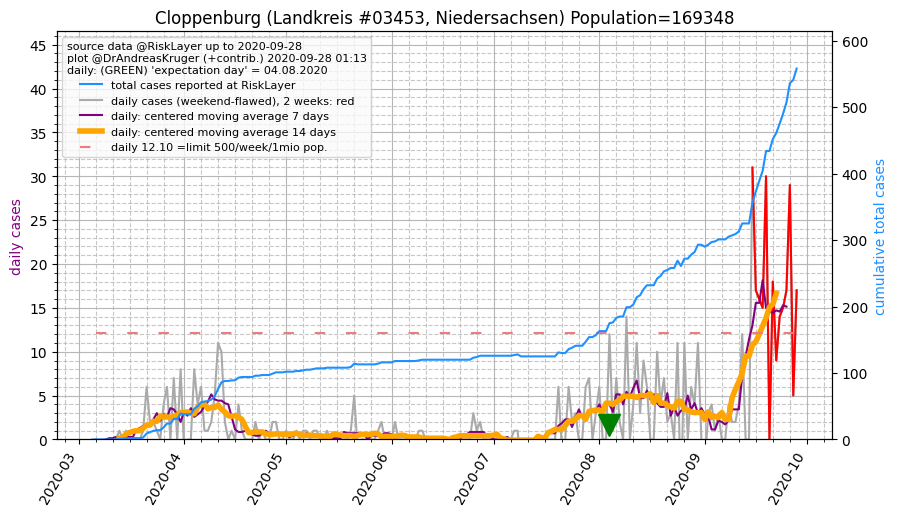 Cloppenburg (Landkreis #03453, Niedersachsen) Population=169348
source data @RiskLayer up to 2020-09-28
plot @DrAndreasKruger (+contrib.) 2020-09-28 01:13
daily: (GREEN) 'expectation day' = 04.08.2020
total cases reported at RiskLayer
daily cases (weekend-flawed), 2 weeks: red
daily: centered moving average 7 days
daily: centered moving average 14 days
daily 12.10 =limit 500/week/1mio pop.
daily cases
45
40
35
30
25
20
15
10
5
0
600
500
400
300
200
100
0
cumulative total cases
2020-03
2020-04
2020-05
2020-06
2020-07
2020-08
2020-09
2020-10